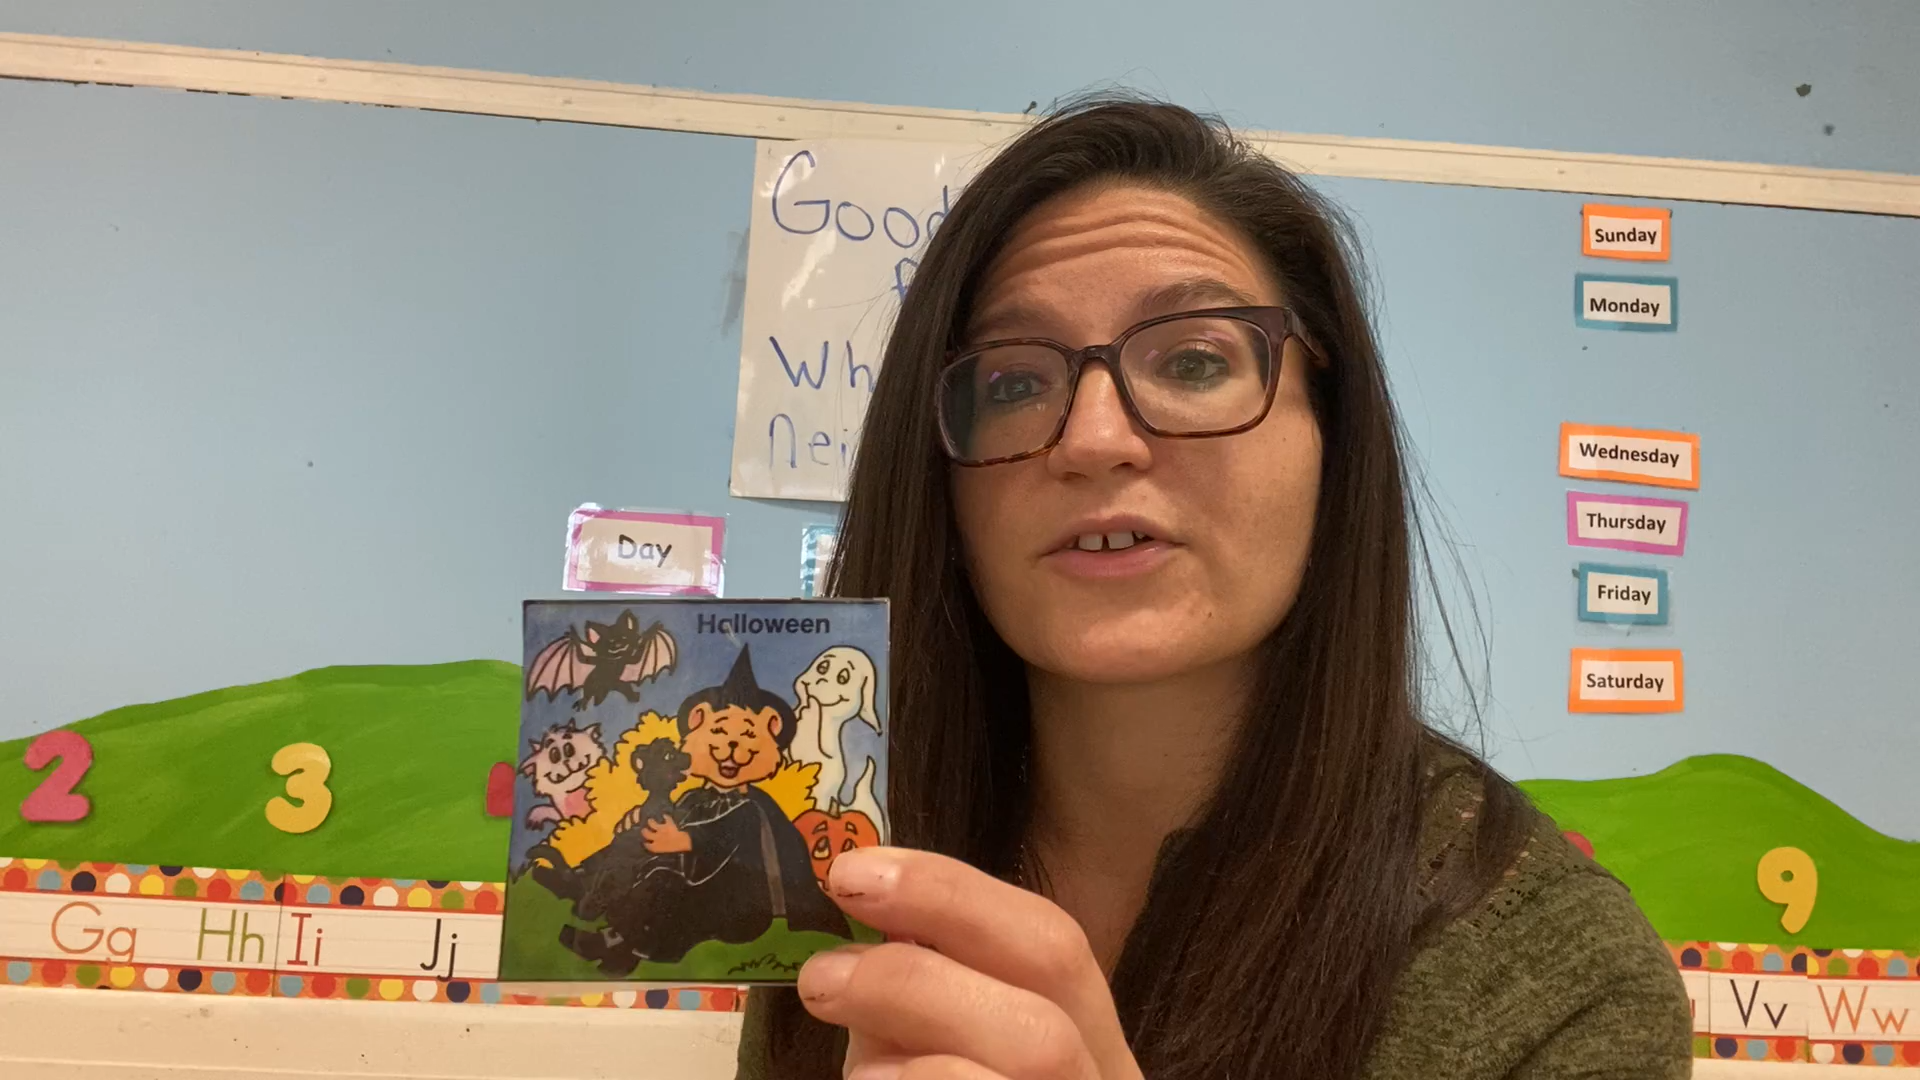 Good
Wh
Nei
Day
Halloween
Sunday
Monday
Wednesday
Thursday
Friday
Saturday
2
3
9
Gg Hh Ii Jj
Vv Ww